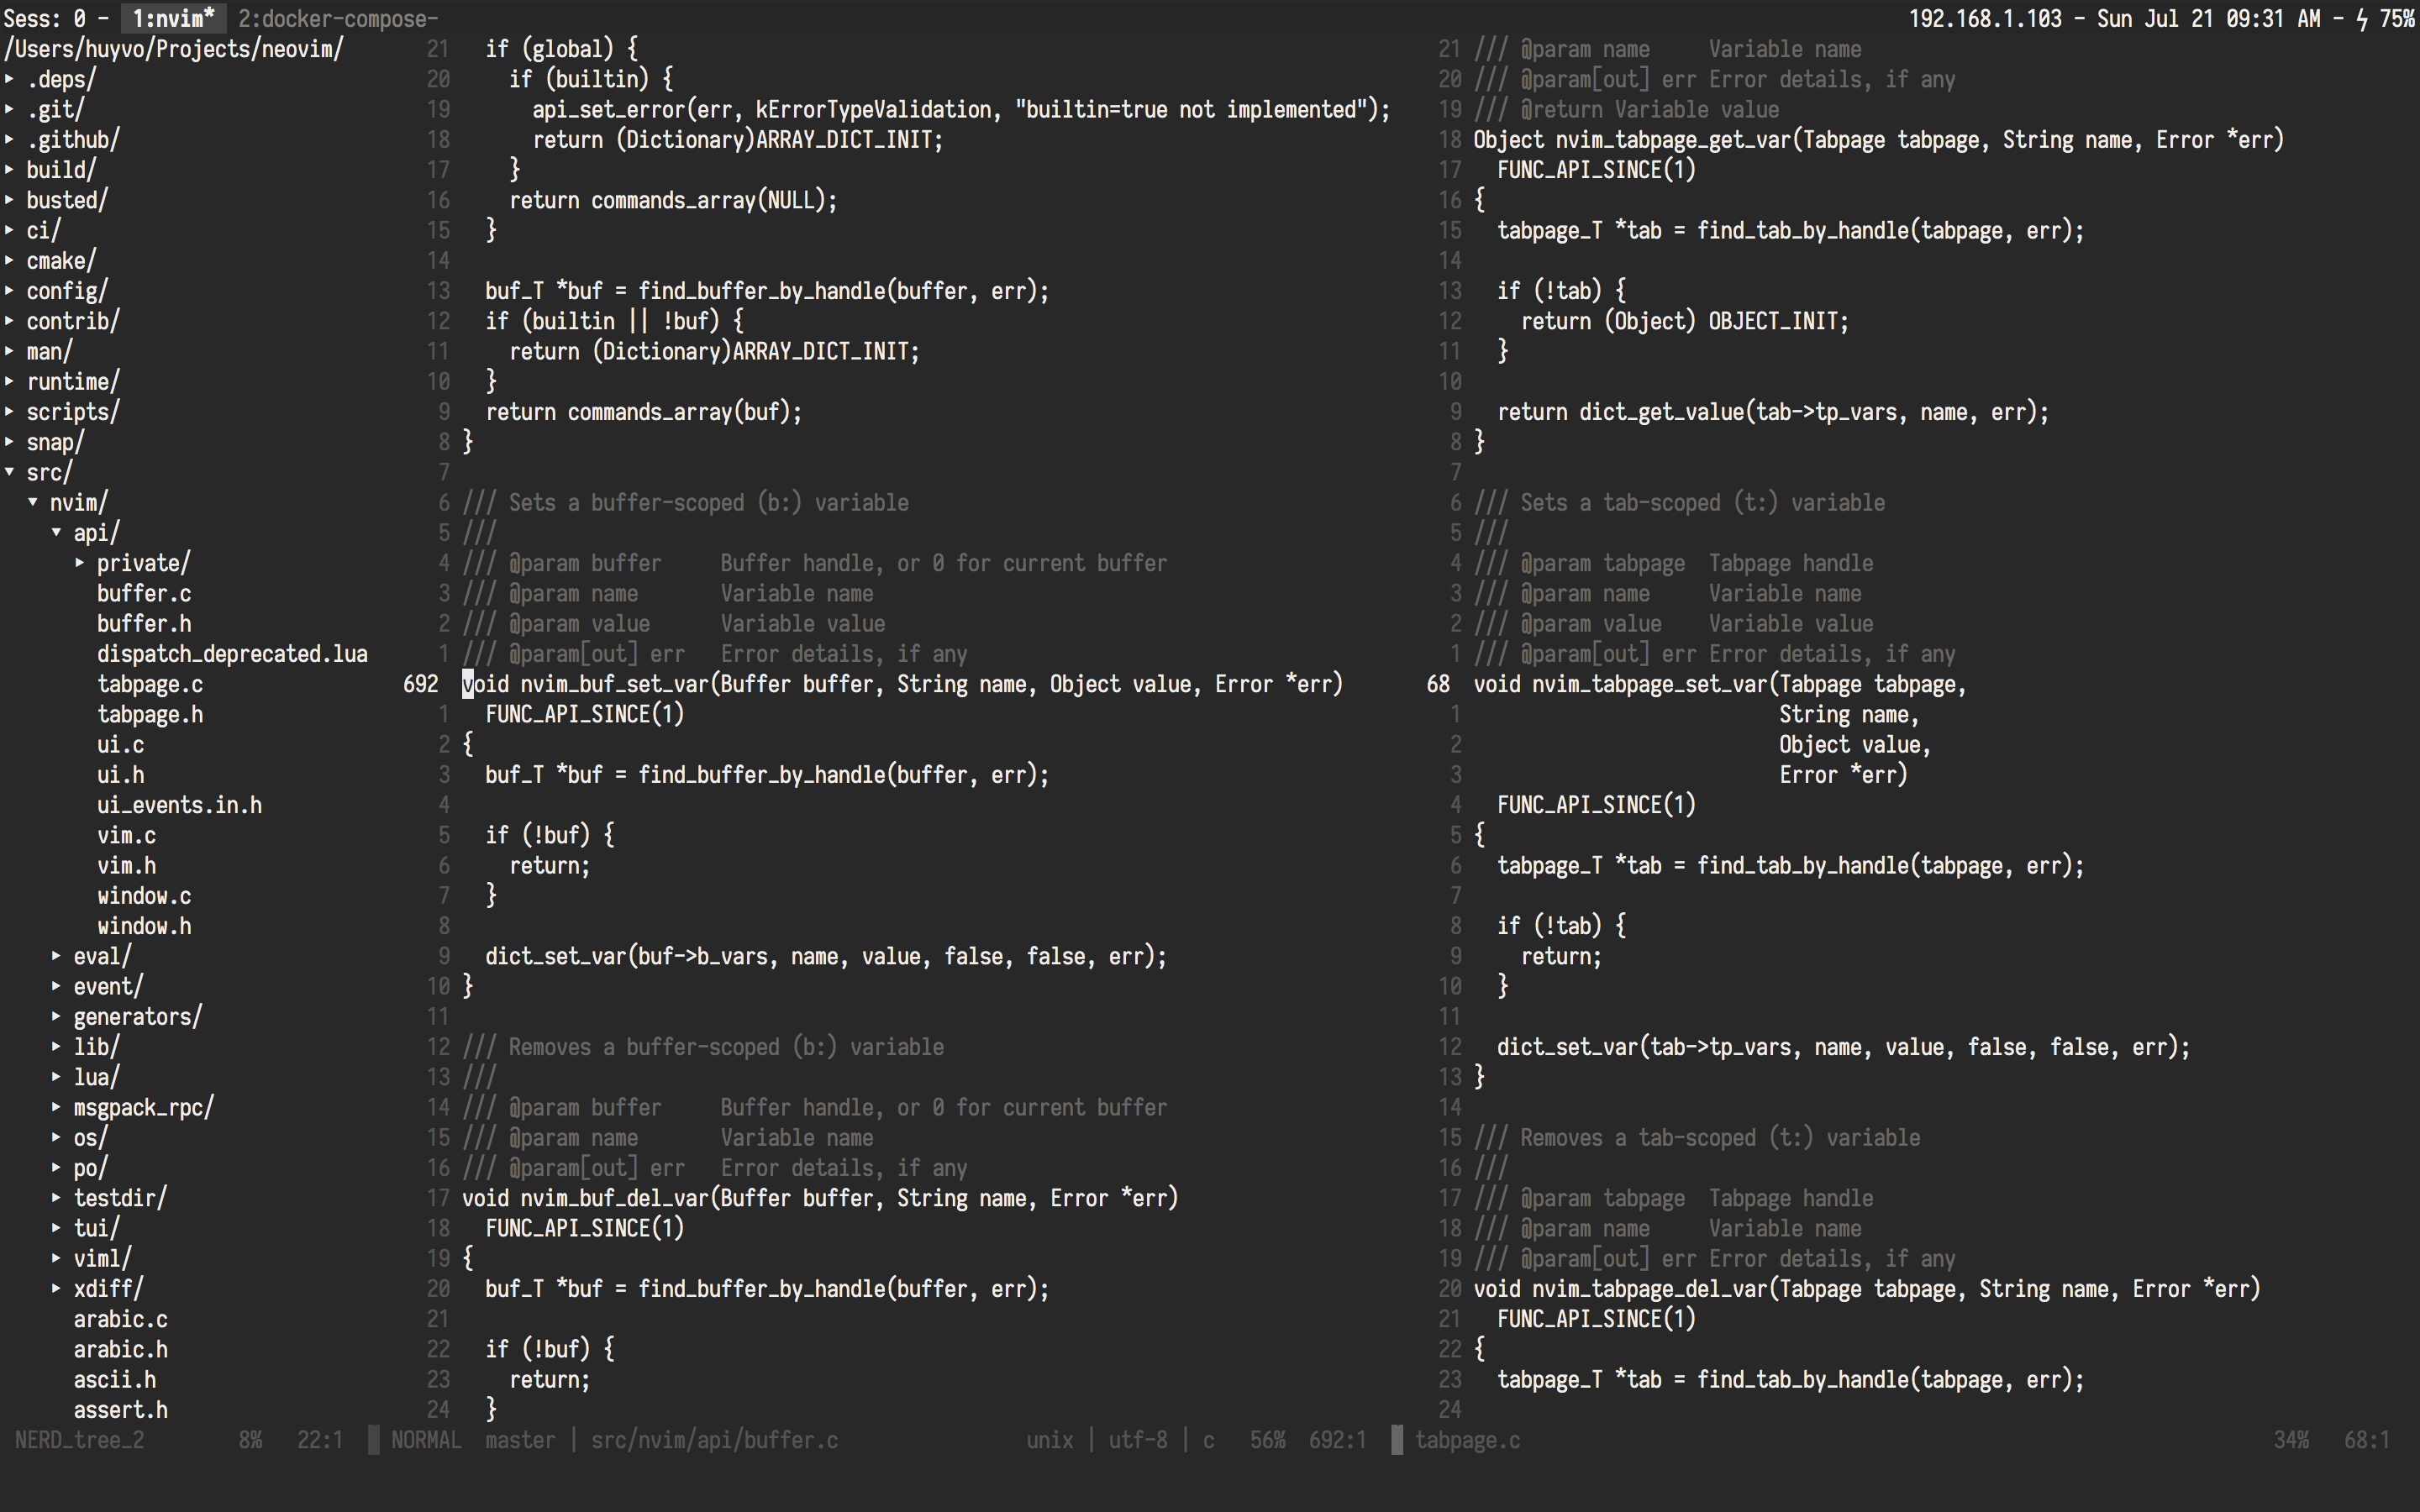 Sess: 0 - 1:nvim* 2:docker-compose- 192.168.1.103 - Sun Jul 21 09:31 AM - ϟ 75%
/Users/huyvo/Projects/neovim/
▸ .deps/
▸ .git/
▸ .github/
▸ build/
▸ busted/
▸ ci/
▸ cmake/
▸ config/
▸ contrib/
▸ man/
▸ runtime/
▸ scripts/
▸ snap/
▾ src/
  ▾ nvim/
    ▾ api/
      ▸ private/
        buffer.c
        buffer.h
        dispatch_deprecated.lua
        tabpage.c
        tabpage.h
        ui.c
        ui.h
        ui_events.in.h
        vim.c
        vim.h
        window.c
        window.h
    ▸ eval/
    ▸ event/
    ▸ generators/
    ▸ lib/
    ▸ lua/
    ▸ msgpack_rpc/
    ▸ os/
    ▸ po/
    ▸ testdir/
    ▸ tui/
    ▸ viml/
    ▸ xdiff/
      arabic.c
      arabic.h
      ascii.h
      assert.h
NERD_tree_2 8% 22:1
21   if (global) {
20     if (builtin) {
19       api_set_error(err, kErrorTypeValidation, "builtin=true not implemented");
18       return (Dictionary)ARRAY_DICT_INIT;
17     }
16     return commands_array(NULL);
15   }
14
13   buf_T *buf = find_buffer_by_handle(buffer, err);
12   if (builtin || !buf) {
11     return (Dictionary)ARRAY_DICT_INIT;
10   }
9   return commands_array(buf);
8 }
7
6 /// Sets a buffer-scoped (b:) variable
5 ///
4 /// @param buffer     Buffer handle, or 0 for current buffer
3 /// @param name       Variable name
2 /// @param value      Variable value
1 /// @param[out] err   Error details, if any
692 void nvim_buf_set_var(Buffer buffer, String name, Object value, Error *err)
1   FUNC_API_SINCE(1)
2 {
3   buf_T *buf = find_buffer_by_handle(buffer, err);
4
5   if (!buf) {
6     return;
7   }
8
9   dict_set_var(buf->b_vars, name, value, false, false, err);
10 }
11
12 /// Removes a buffer-scoped (b:) variable
13 ///
14 /// @param buffer     Buffer handle, or 0 for current buffer
15 /// @param name       Variable name
16 /// @param[out] err   Error details, if any
17 void nvim_buf_del_var(Buffer buffer, String name, Error *err)
18   FUNC_API_SINCE(1)
19 {
20   buf_T *buf = find_buffer_by_handle(buffer, err);
21
22   if (!buf) {
23     return;
24   }
NORMAL master | src/nvim/api/buffer.c unix | utf-8 | c 56% 692:1
21 /// @param name     Variable name
20 /// @param[out] err Error details, if any
19 /// @return Variable value
18 Object nvim_tabpage_get_var(Tabpage tabpage, String name, Error *err)
17   FUNC_API_SINCE(1)
16 {
15   tabpage_T *tab = find_tab_by_handle(tabpage, err);
14
13   if (!tab) {
12     return (Object) OBJECT_INIT;
11   }
10
9   return dict_get_value(tab->tp_vars, name, err);
8 }
7
6 /// Sets a tab-scoped (t:) variable
5 ///
4 /// @param tabpage  Tabpage handle
3 /// @param name     Variable name
2 /// @param value    Variable value
1 /// @param[out] err Error details, if any
68 void nvim_tabpage_set_var(Tabpage tabpage,
1                           String name,
2                           Object value,
3                           Error *err)
4   FUNC_API_SINCE(1)
5 {
6   tabpage_T *tab = find_tab_by_handle(tabpage, err);
7
8   if (!tab) {
9     return;
10   }
11
12   dict_set_var(tab->tp_vars, name, value, false, false, err);
13 }
14
15 /// Removes a tab-scoped (t:) variable
16 ///
17 /// @param tabpage  Tabpage handle
18 /// @param name     Variable name
19 /// @param[out] err Error details, if any
20 void nvim_tabpage_del_var(Tabpage tabpage, String name, Error *err)
21   FUNC_API_SINCE(1)
22 {
23   tabpage_T *tab = find_tab_by_handle(tabpage, err);
24
tabpage.c 34% 68:1